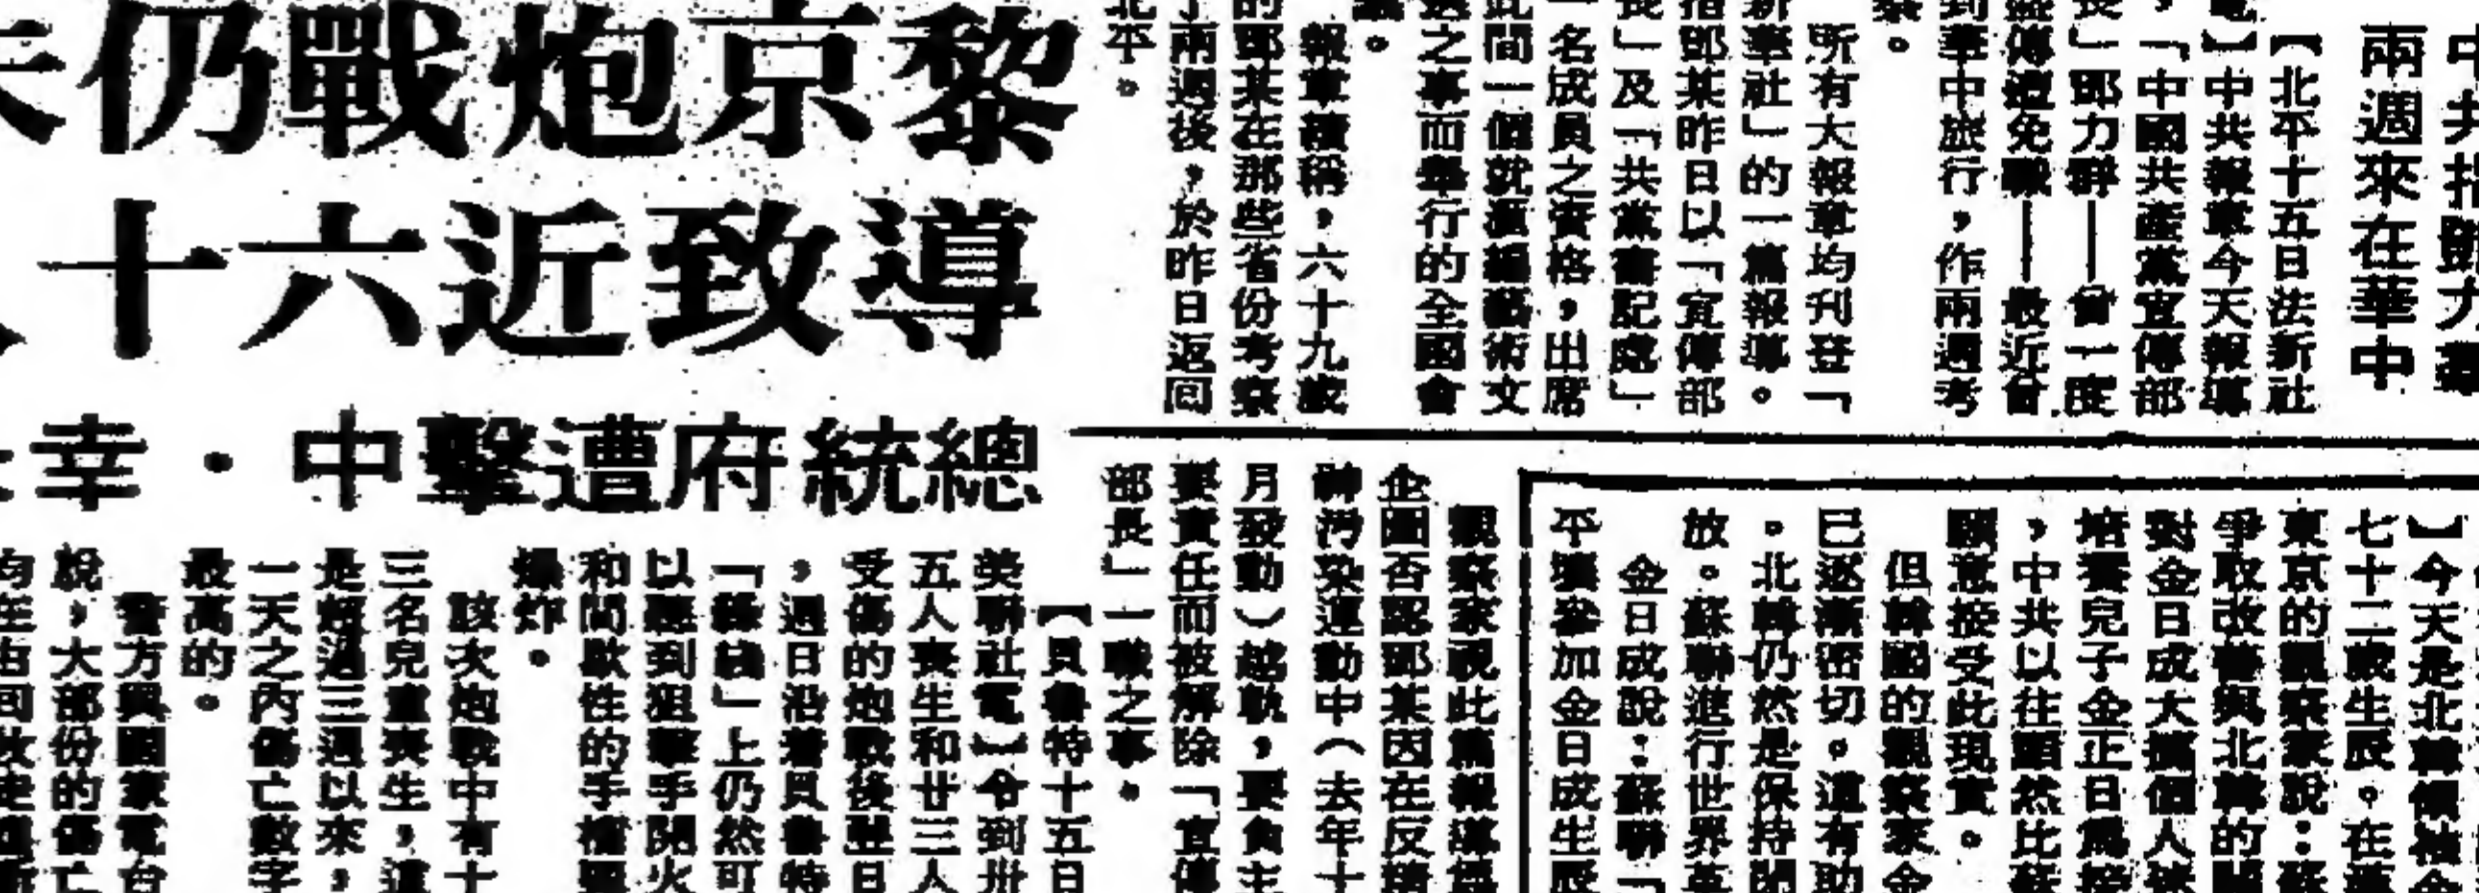 兩週來在華中
【北平十五日法新社
電】中共報章今天報導
,「中國共產黨宣傳部
長」鄧力群——曾一度
盛傳遭免職——最近曾
到華中旅行,作兩週考
察。
所有大報章均刊登「
新華社」的一篇報導。
指鄧某昨日以「宣傳部
長」及「共黨書記處」
一名成員之資格,出席
此間一個就滙編藝術文
之事而舉行的全國會
議。
報章續稱,六十九歲
的鄧某在那些省份考察
了兩週後,於昨日返回
北平。
黎京炮戰仍未
導致近六十人
總統府遭擊中·幸
】今天是北韓領袖金
七十二歲生辰。在
東京的觀察家說:蘇
爭取改善與北韓的關
對金日成大搞個人
培養兒子金正日爲接
,中共以往顯然比蘇
願意接受此現實。
但韓國的觀察家
已逐漸密切。這有助
。北韓仍然是保持
放。蘇聯進行世界革
金日成說:蘇聯「
平壤參加金日成生辰
觀察家視此篇報導爲
企圖否認鄧某因在反精
神污染運動中(去年十
月發動)越軌,要負主
要責任而被解除「宣傳
部長」一職之事。
【貝魯特十五日
美聯社電】令到卅
五人喪生和廿三人
受傷的炮戰後翌日
,週日沿着貝魯特
「綠線」上仍然可
以聽到狙擊手開火
和間歇性的手榴彈
爆炸。
該次炮戰中有十
三名兒童喪生,這
是超過三週以來,
一天之內傷亡數字
最高的。
警方與國家電台
說,大部份的傷亡